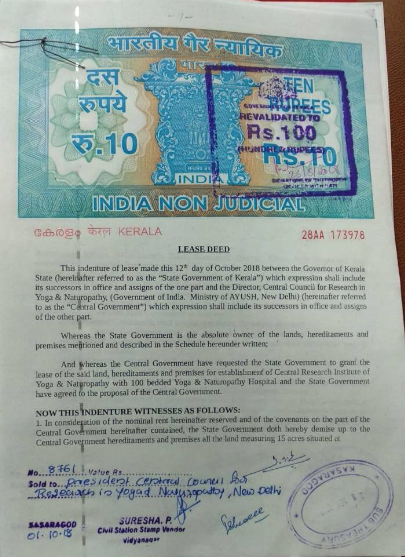 भारतीय गैर न्यायिक
भारत
दस
रुपये
रु.10
TEN
RUPEES
REVALIDATED TO
Rs.100
(HUNDRED RUPEES)
Rs.10
INDIA
INDIA NON JUDICIAL
കേരളം केरल KERALA
28AA 173978
LEASE DEED
This indenture of lease made this 12th day of October 2018 between the Governor of Kerala
State (hereinafter referred to as the "State Government of Kerala") which expression shall include
its successors in office and assigns of the one part and the Director, Central Council for Research in
Yoga & Naturopathy, (Government of India. Ministry of AYUSH, New Delhi) (hereinafter referred
to as the "Central Government") which expression shall include its successors in office and assigns
of the other part.
Whereas the State Government is the absolute owner of the lands, hereditaments and
premises mentioned and described in the Schedule hereunder written;
And whereas the Central Government have requested the State Government to grant the
lease of the said land, hereditaments and premises for establishment of Central Research Institute of
Yoga & Naturopathy with 100 bedded Yoga & Naturopathy Hospital and the State Government
have agreed to the proposal of the Central Government.
NOW THIS INDENTURE WITNESSES AS FOLLOWS:
1. In consideration of the nominal rent hereinafter reserved and of the covenants on the part of the
Central Government hereinafter contained, the State Government doth hereby demise up to the
Central Government hereditaments and premises all the land measuring 15 acres situated at
No. 8761 Value Rs
Sold to president central council for
Research in Yoga & Naturopathy, New Delhi
KASARAGOD
01-10-18
SURESHA. P.
Civil Station Stamp Vendor
Vidyanagar
SUB TREASURY
KASARAGOD